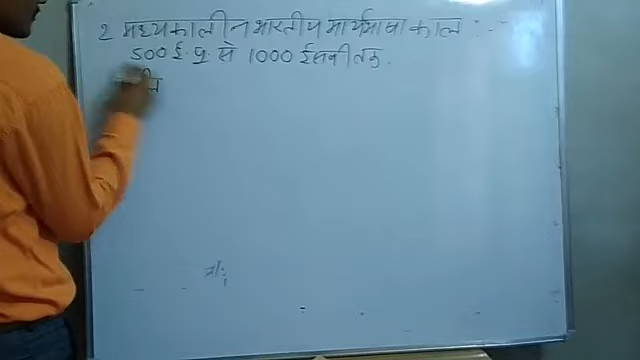 2 मध्यकालीन भारतीय आर्यभाषा काल :-
500 ई.पू. से 1000 ईसवी तक.